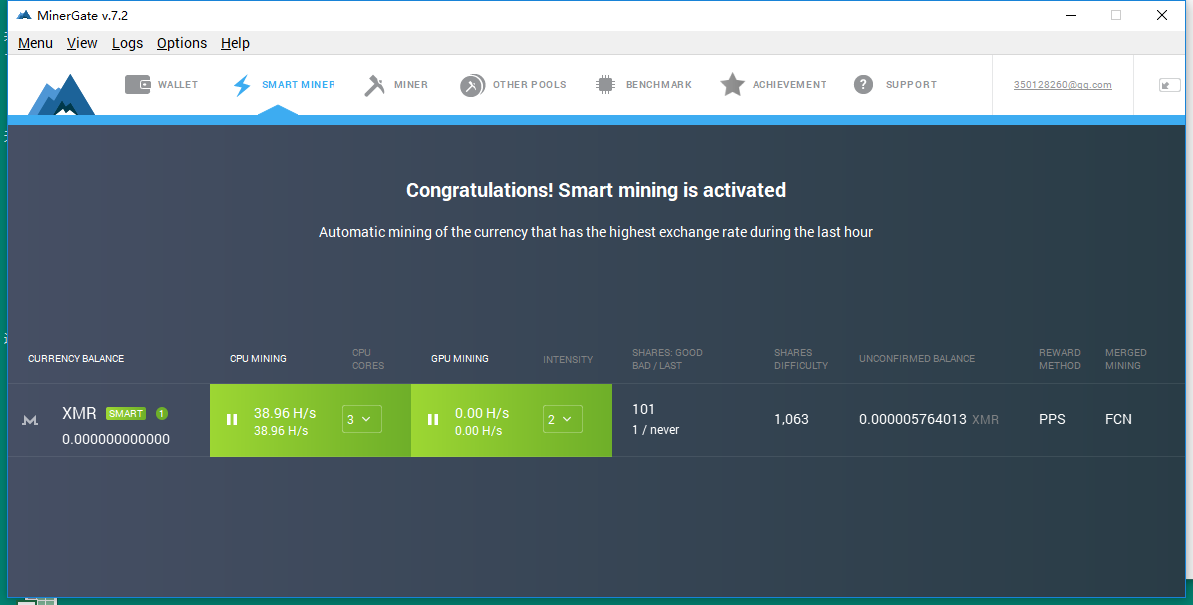 MinerGate v.7.2
Menu View Logs Options Help
WALLET SMART MINER MINER OTHER POOLS BENCHMARK ACHIEVEMENT ? SUPPORT 350128260@qq.com
Congratulations! Smart mining is activated
Automatic mining of the currency that has the highest exchange rate during the last hour
CURRENCY BALANCE CPU MINING CPU CORES GPU MINING INTENSITY SHARES: GOOD BAD / LAST SHARES DIFFICULTY UNCONFIRMED BALANCE REWARD METHOD MERGED MINING
XMR SMART 1
0.000000000000
38.96 H/s
38.96 H/s
3
0.00 H/s
0.00 H/s
2
101
1 / never
1,063
0.000005764013 XMR
PPS
FCN